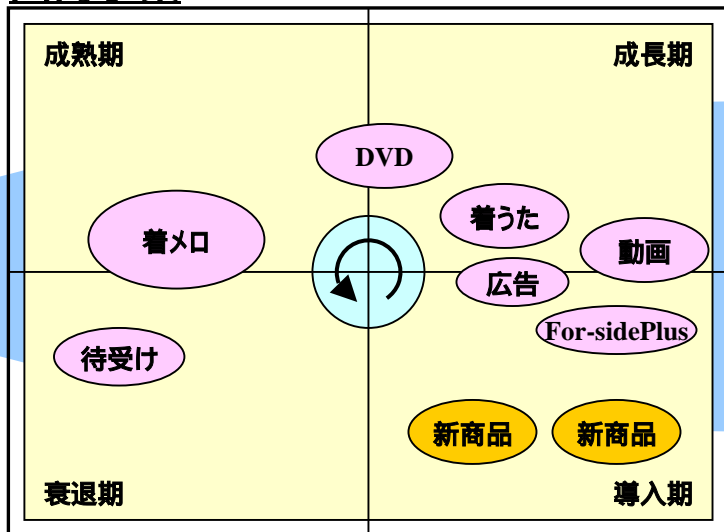 成熟期
成長期
DVD
着うた
着メロ
動画
広告
For-sidePlus
待受け
新商品
新商品
衰退期
導入期